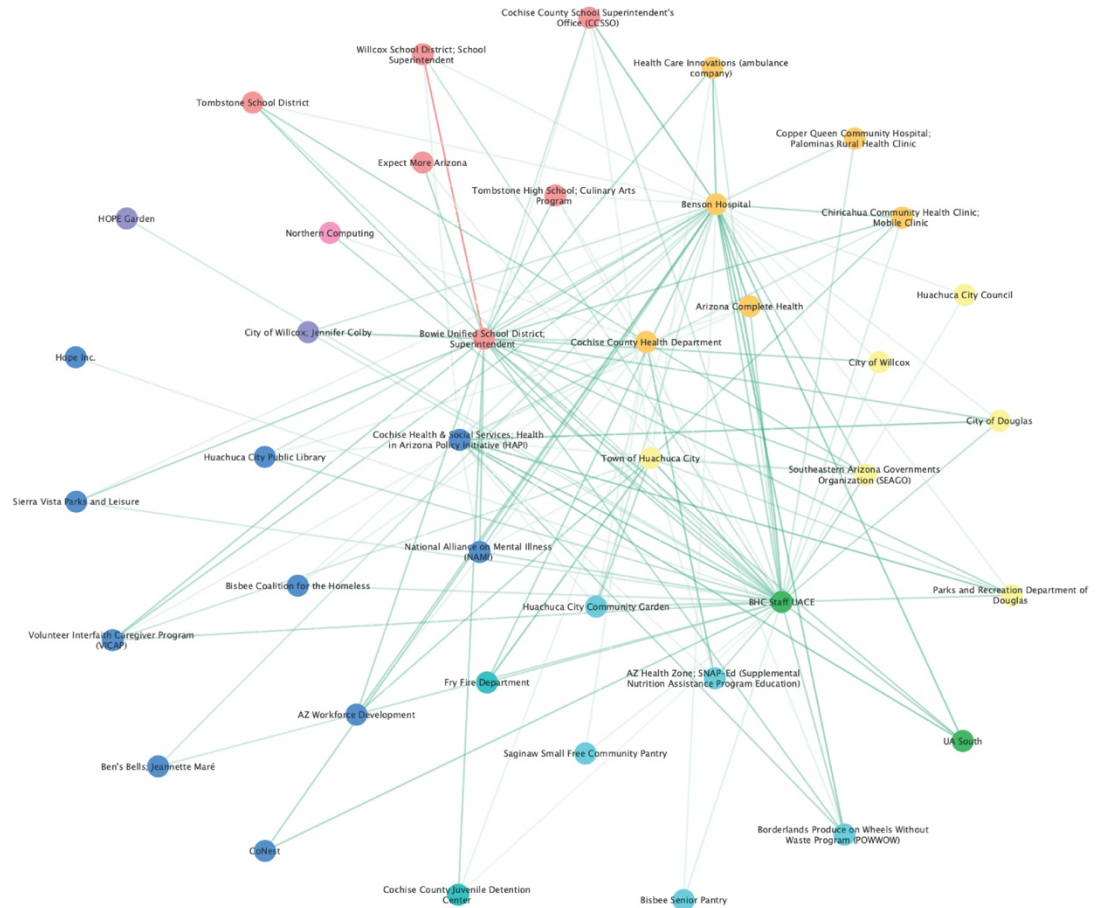 Cochise County School Superintendent's
Office (CCSSO)
Willcox School District; School
Superintendent
Health Care Innovations (ambulance
company)
Tombstone School District
Copper Queen Community Hospital;
Palominas Rural Health Clinic
Expect More Arizona
Tombstone High School; Culinary Arts
Program
Benson Hospital
Chiricahua Community Health Clinic;
Mobile Clinic
HOPE Garden
Northern Computing
Huachuca City Council
Arizona Complete Health
City of Willcox; Jennifer Colby
Bowie Unified School District;
Superintendent
Cochise County Health Department
Hope Inc.
City of Willcox
City of Douglas
Cochise Health & Social Services; Health
in Arizona Policy Initiative (HAPI)
Huachuca City Public Library
Town of Huachuca City
Southeastern Arizona Governments
Organization (SEAGO)
Sierra Vista Parks and Leisure
National Alliance on Mental Illness
(NAMI)
Bisbee Coalition for the Homeless
Huachuca City Community Garden
BHC Staff UACE
Parks and Recreation Department of
Douglas
Volunteer Interfaith Caregiver Program
(VICAP)
Fry Fire Department
AZ Health Zone; SNAP-Ed (Supplemental
Nutrition Assistance Program Education)
AZ Workforce Development
UA South
Saginaw Small Free Community Pantry
Ben's Bells; Jeannette Maré
Borderlands Produce on Wheels Without
Waste Program (POWWOW)
CoNest
Cochise County Juvenile Detention
Center
Bisbee Senior Pantry